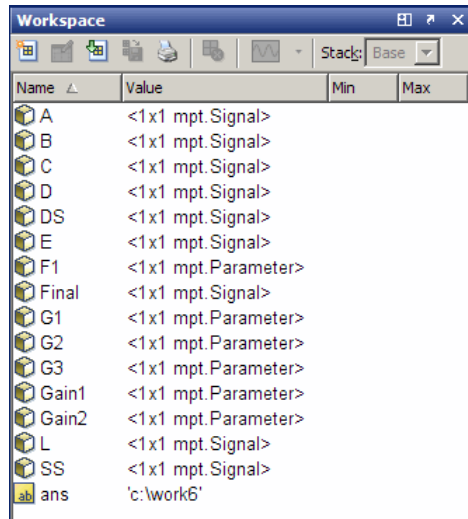 Workspace
Stack: Base
Name Value Min Max
A <1x1 mpt.Signal>
B <1x1 mpt.Signal>
C <1x1 mpt.Signal>
D <1x1 mpt.Signal>
DS <1x1 mpt.Signal>
E <1x1 mpt.Signal>
F1 <1x1 mpt.Parameter>
Final <1x1 mpt.Signal>
G1 <1x1 mpt.Parameter>
G2 <1x1 mpt.Parameter>
G3 <1x1 mpt.Parameter>
Gain1 <1x1 mpt.Parameter>
Gain2 <1x1 mpt.Parameter>
L <1x1 mpt.Signal>
SS <1x1 mpt.Signal>
ab ans 'c:\work6'